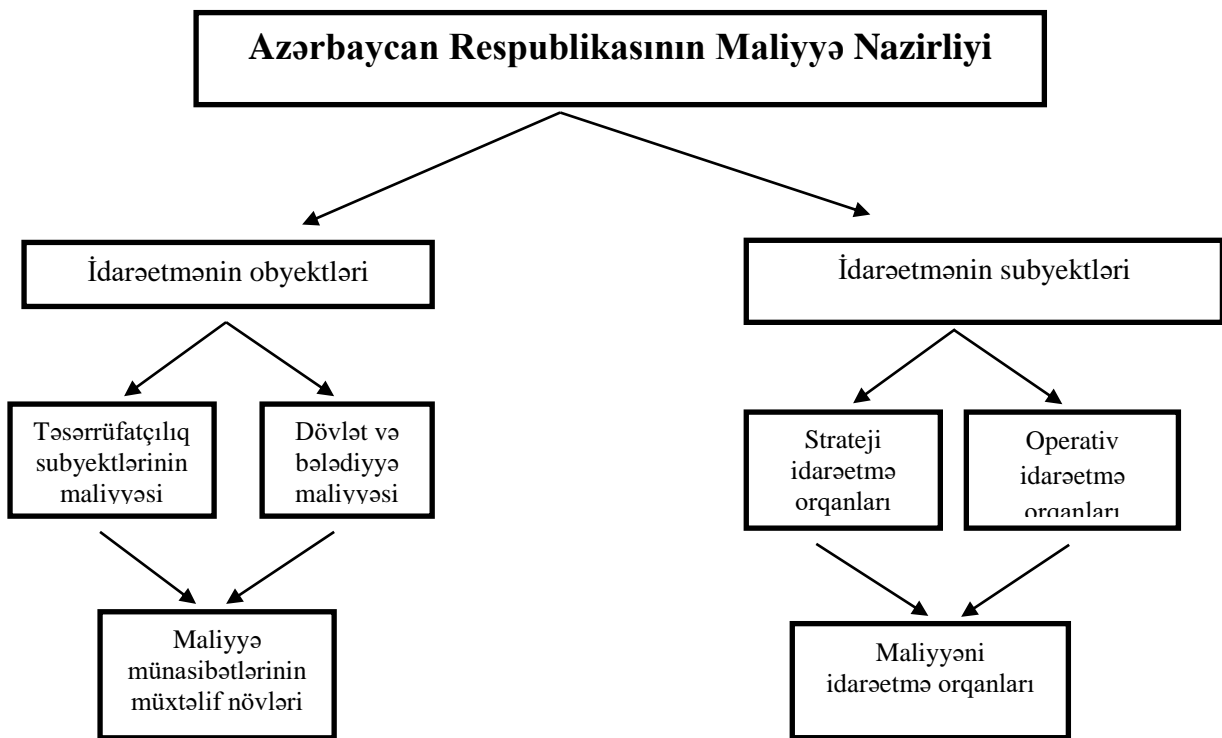 Azərbaycan Respublikasının Maliyyə Nazirliyi
İdarəetmənin obyektləri
İdarəetmənin subyektləri
Təsərrüfatçılıq
subyektlərinin
maliyyəsi
Dövlət və
bələdiyyə
maliyyəsi
Strateji
idarəetmə
orqanları
Operativ
idarəetmə
orqanları
Maliyyə
münasibətlərinin
müxtəlif növləri
Maliyyəni
idarəetmə orqanları